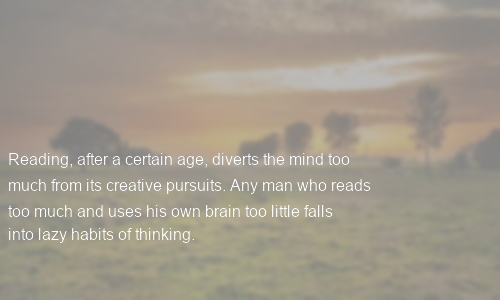 Reading, after a certain age, diverts the mind too
much from its creative pursuits. Any man who reads
too much and uses his own brain too little falls
into lazy habits of thinking.